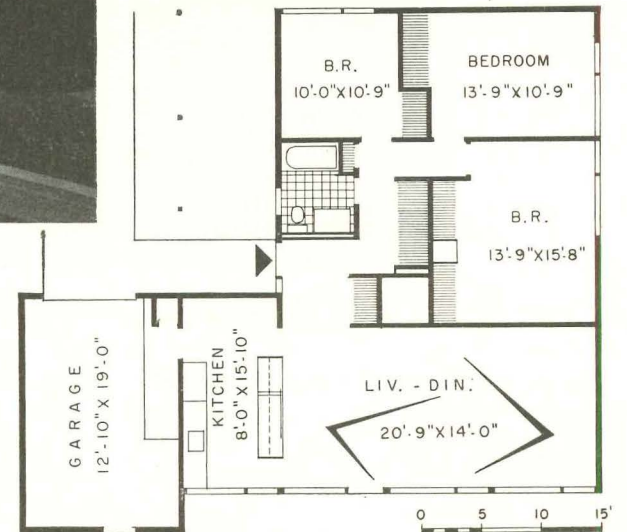 B.R.
10'-0"X10'-9"
BEDROOM
13'-9"X10'-9"
B.R.
13'-9"X15'-8"
GARAGE
12'-10" X 19'-0"
KITCHEN
8'-0" X15'-10"
LIV. - DIN.
20'-9"X14'-0"
0 5 10 15'